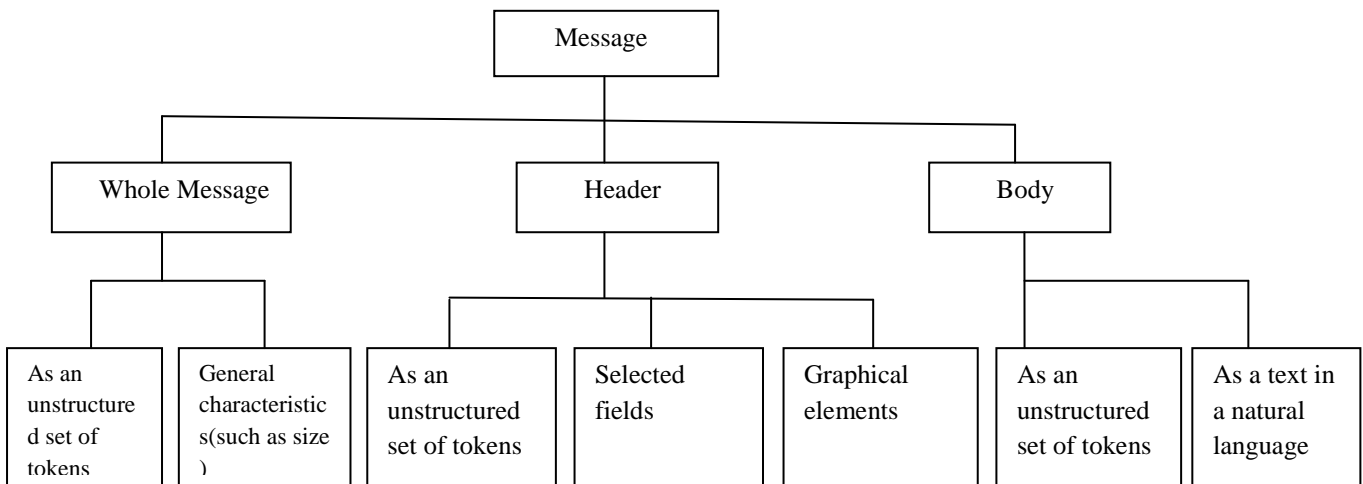 Message
Whole Message
Header
Body
As an
unstructure
d set of
tokens
General
characteristic
s(such as size
)
As an
unstructured
set of tokens
Selected
fields
Graphical
elements
As an
unstructured
set of tokens
As a text in
a natural
language